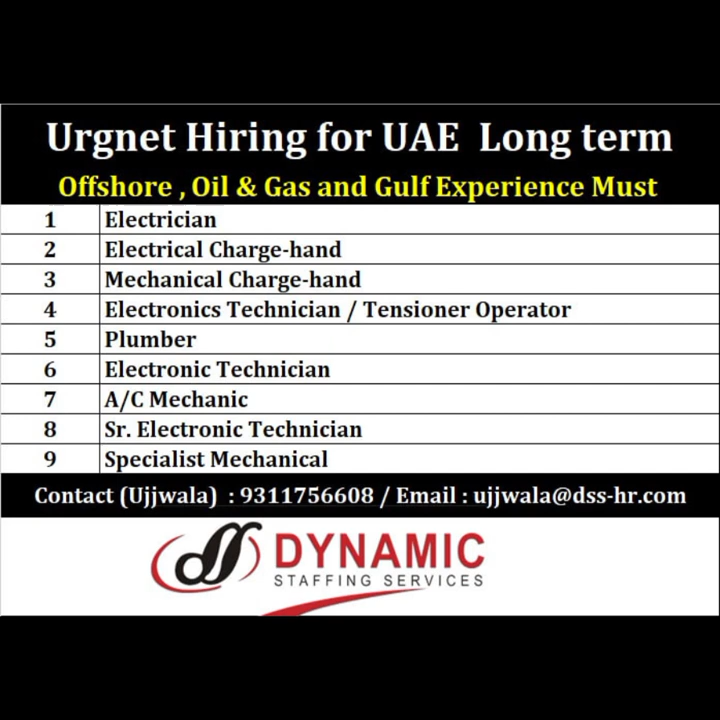 Urgnet Hiring for UAE Long term
Offshore , Oil & Gas and Gulf Experience Must
1 Electrician
2 Electrical Charge-hand
3 Mechanical Charge-hand
4 Electronics Technician / Tensioner Operator
5 Plumber
6 Electronic Technician
7 A/C Mechanic
8 Sr. Electronic Technician
9 Specialist Mechanical
Contact (Ujjwala) : 9311756608 / Email : ujjwala@dss-hr.com
dss DYNAMIC
STAFFING SERVICES